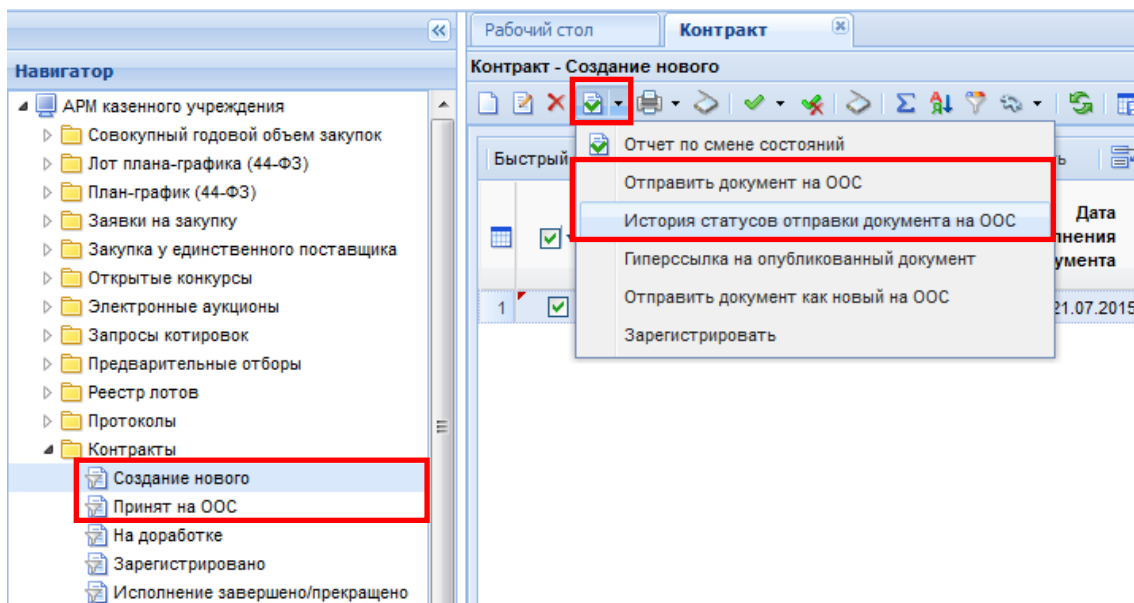 Рабочий стол
Контракт
Навигатор
Контракт - Создание нового
АРМ казенного учреждения
Совокупный годовой объем закупок
Лот плана-графика (44-ФЗ)
План-график (44-ФЗ)
Заявки на закупку
Закупка у единственного поставщика
Открытые конкурсы
Электронные аукционы
Запросы котировок
Предварительные отборы
Реестр лотов
Протоколы
Контракты
Создание нового
Принят на ООС
На доработке
Зарегистрировано
Исполнение завершено/прекращено
Быстрый
ь
Отчет по смене состояний
Отправить документ на ООС
История статусов отправки документа на ООС
Гиперссылка на опубликованный документ
Отправить документ как новый на ООС
Зарегистрировать
Дата
лнения
умента
1
21.07.2015